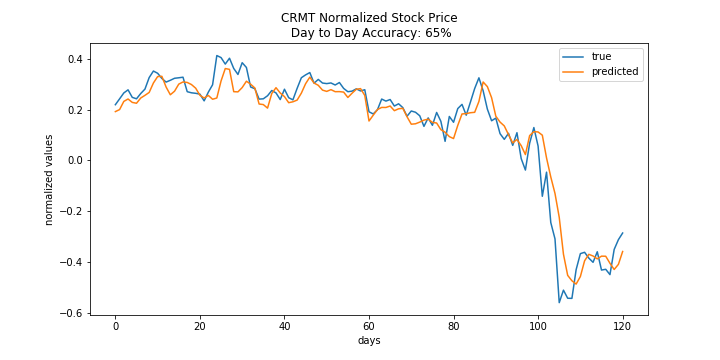 CRMT Normalized Stock Price
Day to Day Accuracy: 65%
true
predicted
normalized values
0.4
0.2
0.0
−0.2
−0.4
−0.6
0 20 40 60 80 100 120
days